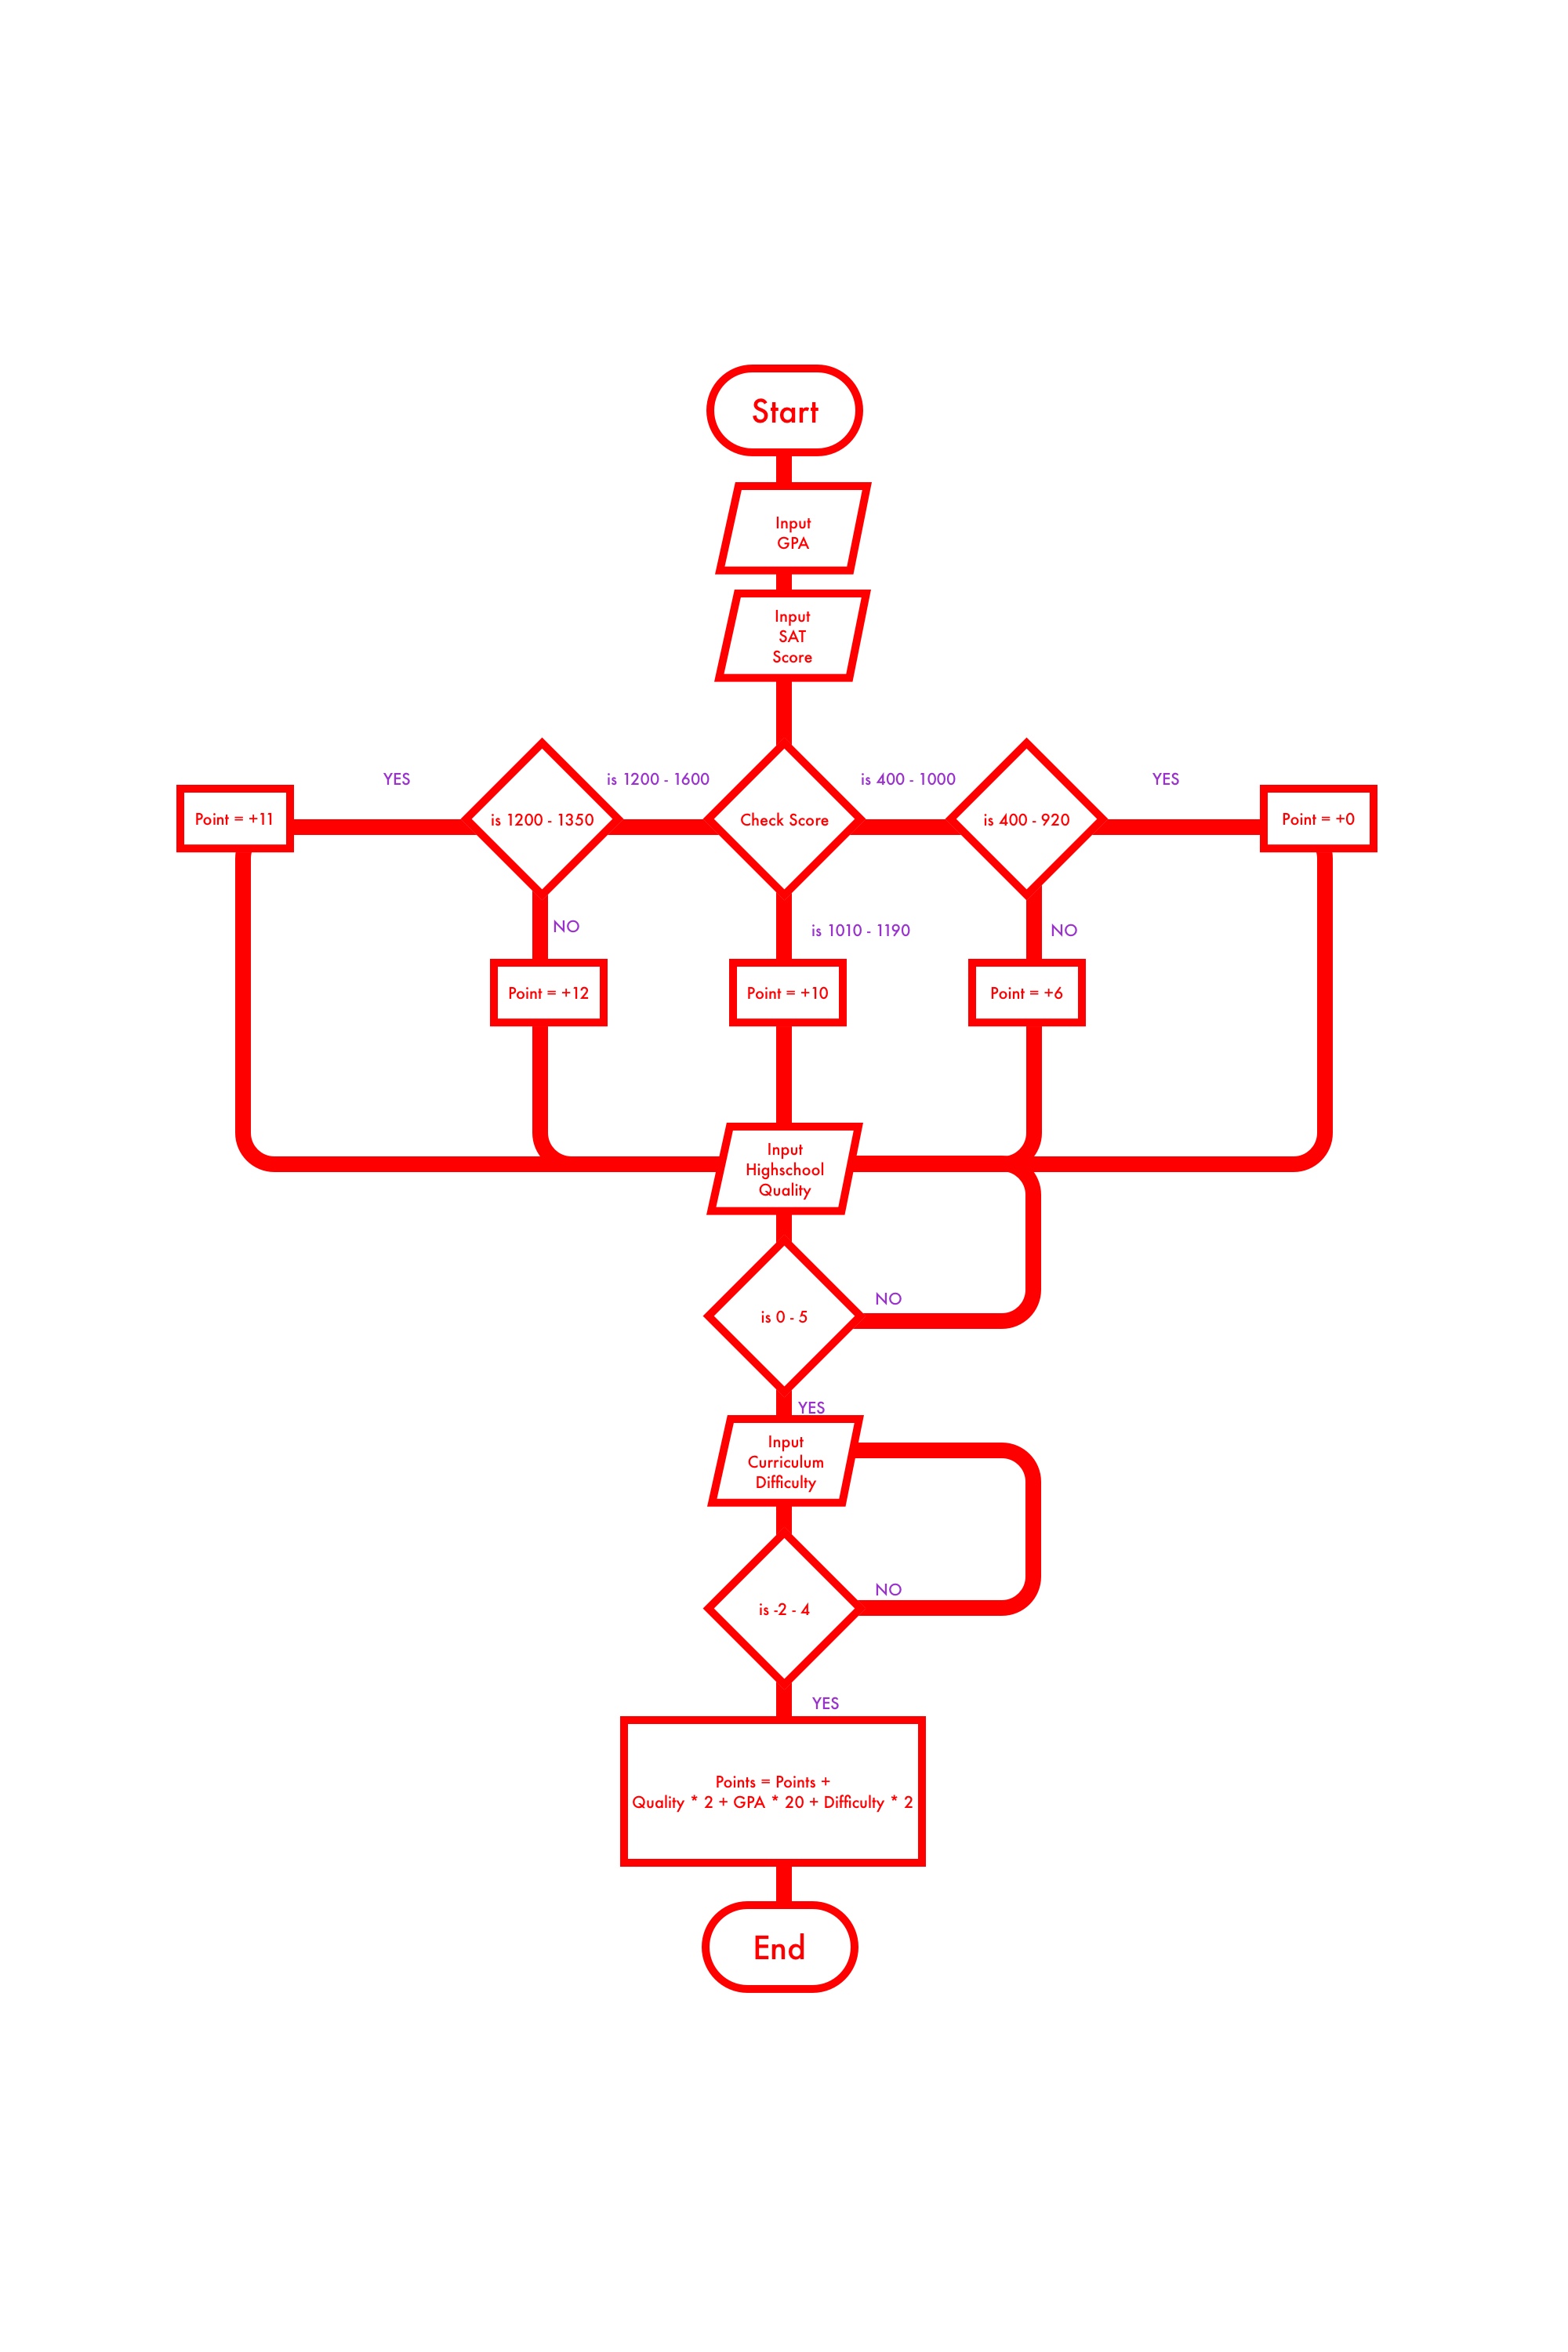 Start
Input
GPA
Input
SAT
Score
YES
is 1200 - 1600
is 400 - 1000
YES
Point = +11
is 1200 - 1350
Check Score
is 400 - 920
Point = +0
NO
is 1010 - 1190
NO
Point = +12
Point = +10
Point = +6
Input
Highschool
Quality
NO
is 0 - 5
YES
Input
Curriculum
Difficulty
NO
is -2 - 4
YES
Points = Points +
Quality * 2 + GPA * 20 + Difficulty * 2
End